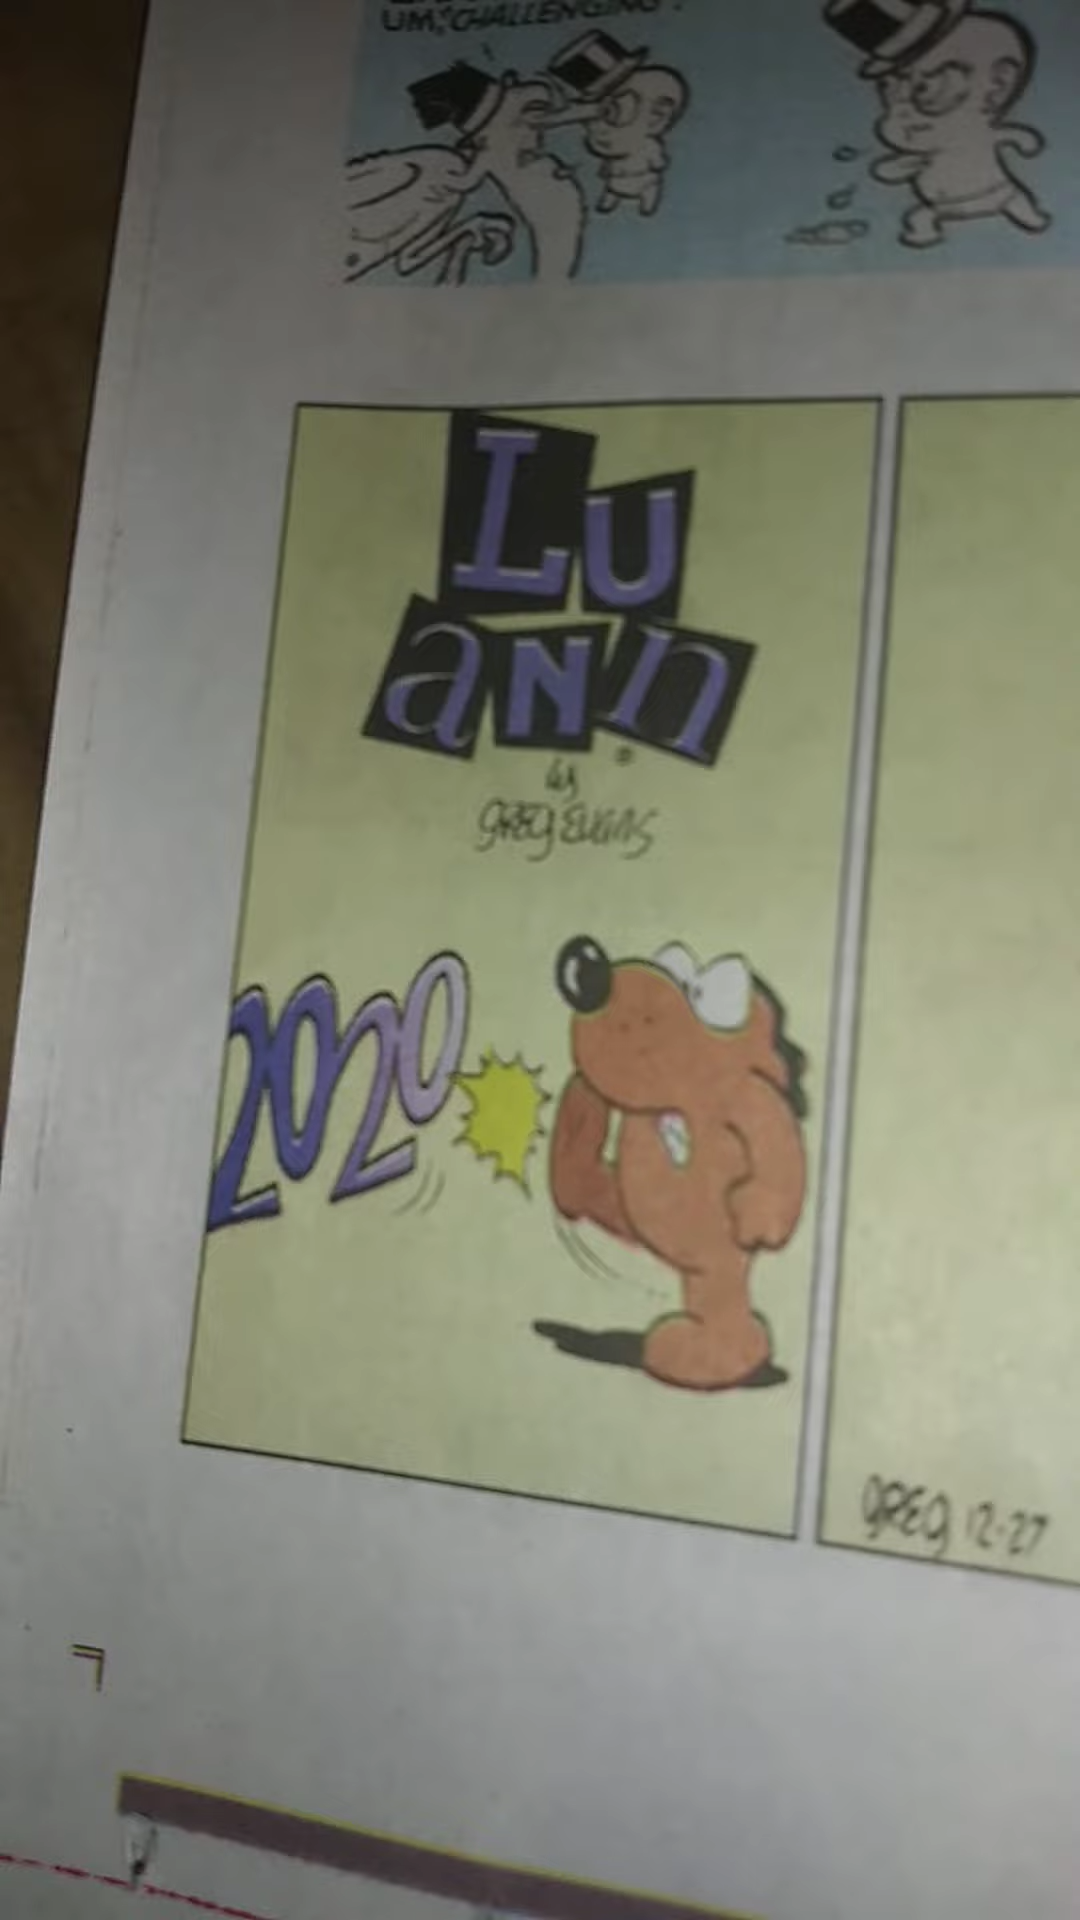 UM, "CHALLENGING".
LU
aNn
by
GREG EVANS
2020
GREG 12-27